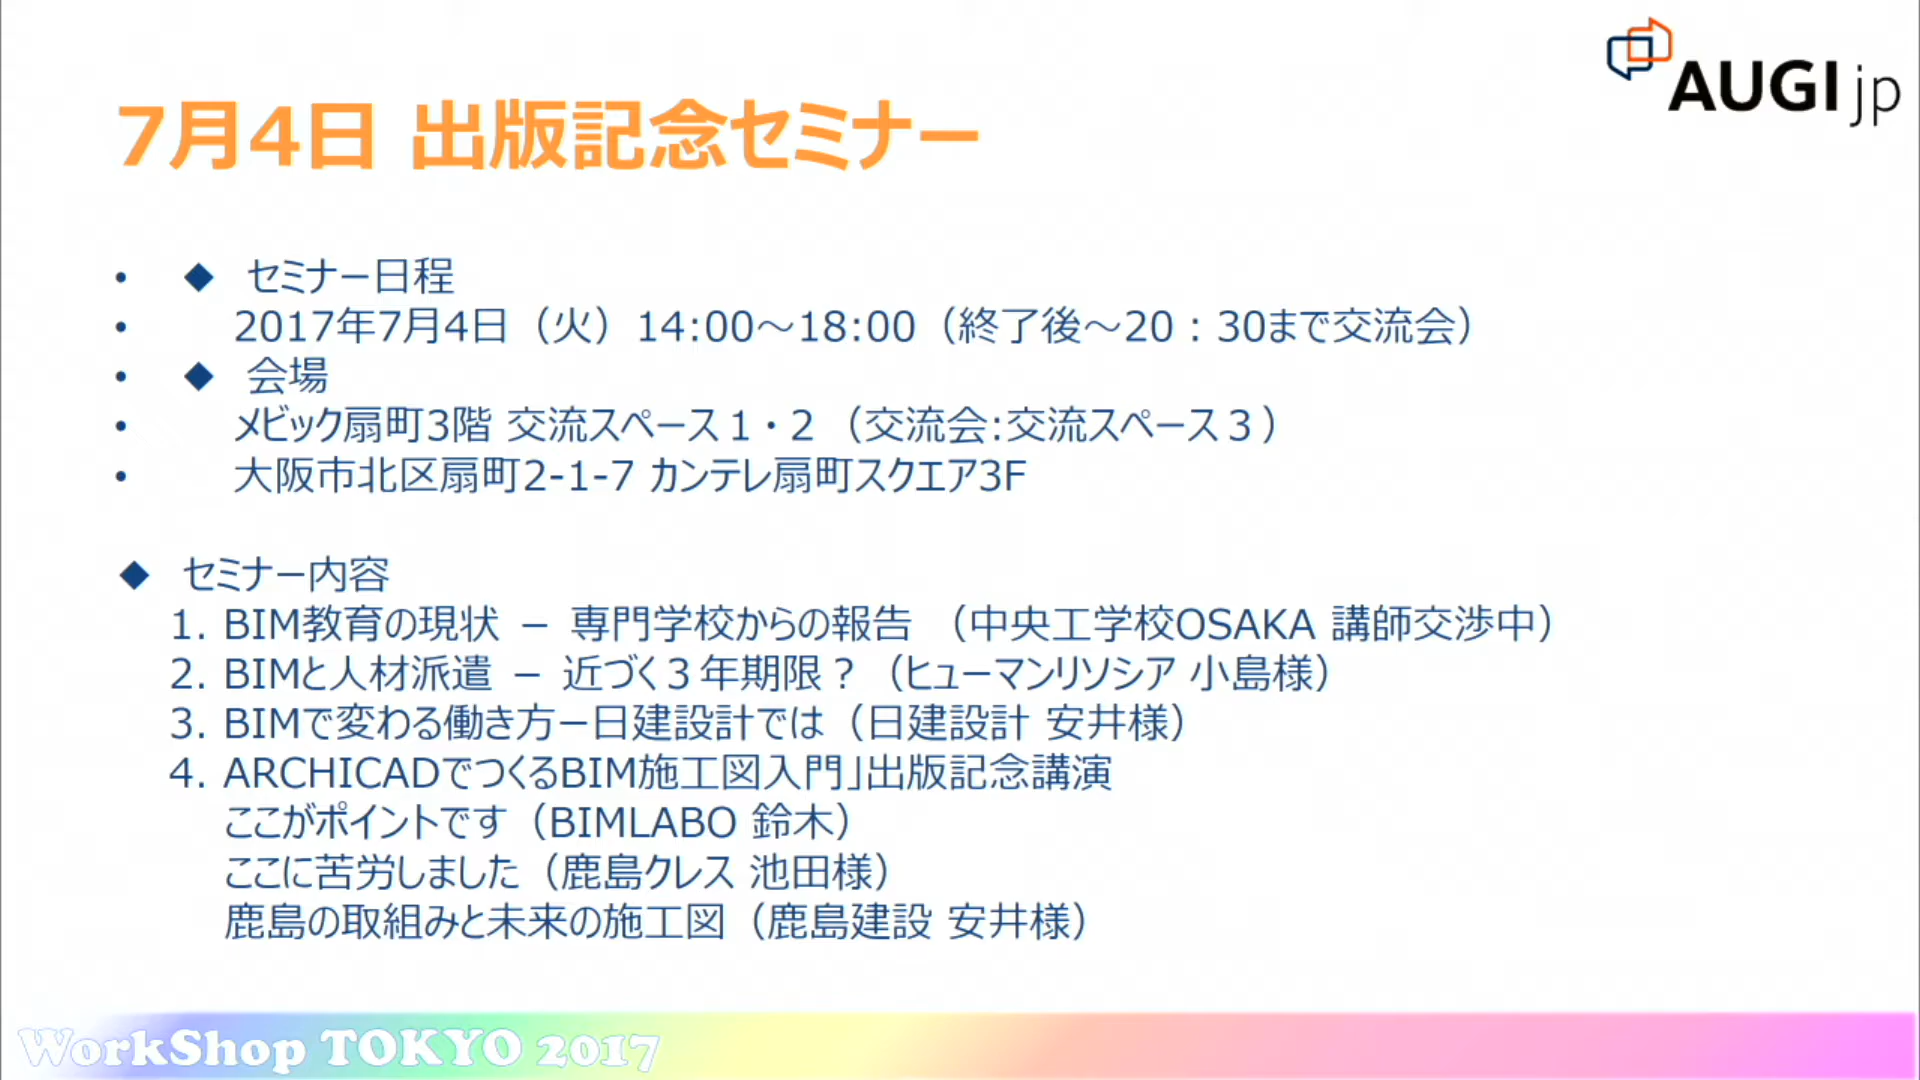 AUGI jp
7月4日 出版記念セミナー
• ◆ セミナー日程
• 2017年7月4日（火）14:00～18:00（終了後～20：30まで交流会）
• ◆ 会場
• メビック扇町3階 交流スペース１・２ （交流会:交流スペース３）
• 大阪市北区扇町2-1-7 カンテレ扇町スクエア3F
◆ セミナー内容
1. BIM教育の現状 － 専門学校からの報告 （中央工学校OSAKA 講師交渉中）
2. BIMと人材派遣 － 近づく３年期限？（ヒューマンリソシア 小島様）
3. BIMで変わる働き方－日建設計では（日建設計 安井様）
4. ARCHICADでつくるBIM施工図入門」出版記念講演
ここがポイントです（BIMLABO 鈴木）
ここに苦労しました（鹿島クレス 池田様）
鹿島の取組みと未来の施工図（鹿島建設 安井様）
WorkShop TOKYO 2017